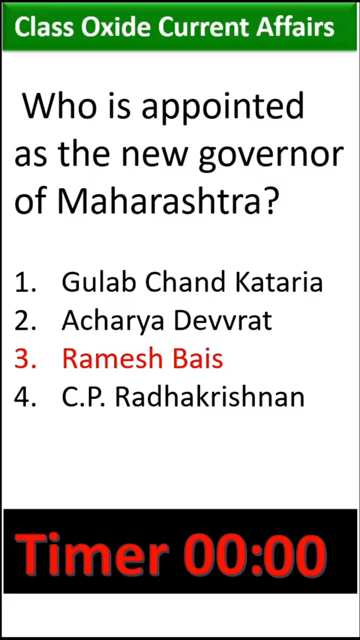 Class Oxide Current Affairs
Who is appointed
as the new governor
of Maharashtra?
1. Gulab Chand Kataria
2. Acharya Devvrat
3. Ramesh Bais
4. C.P. Radhakrishnan
Timer 00:00